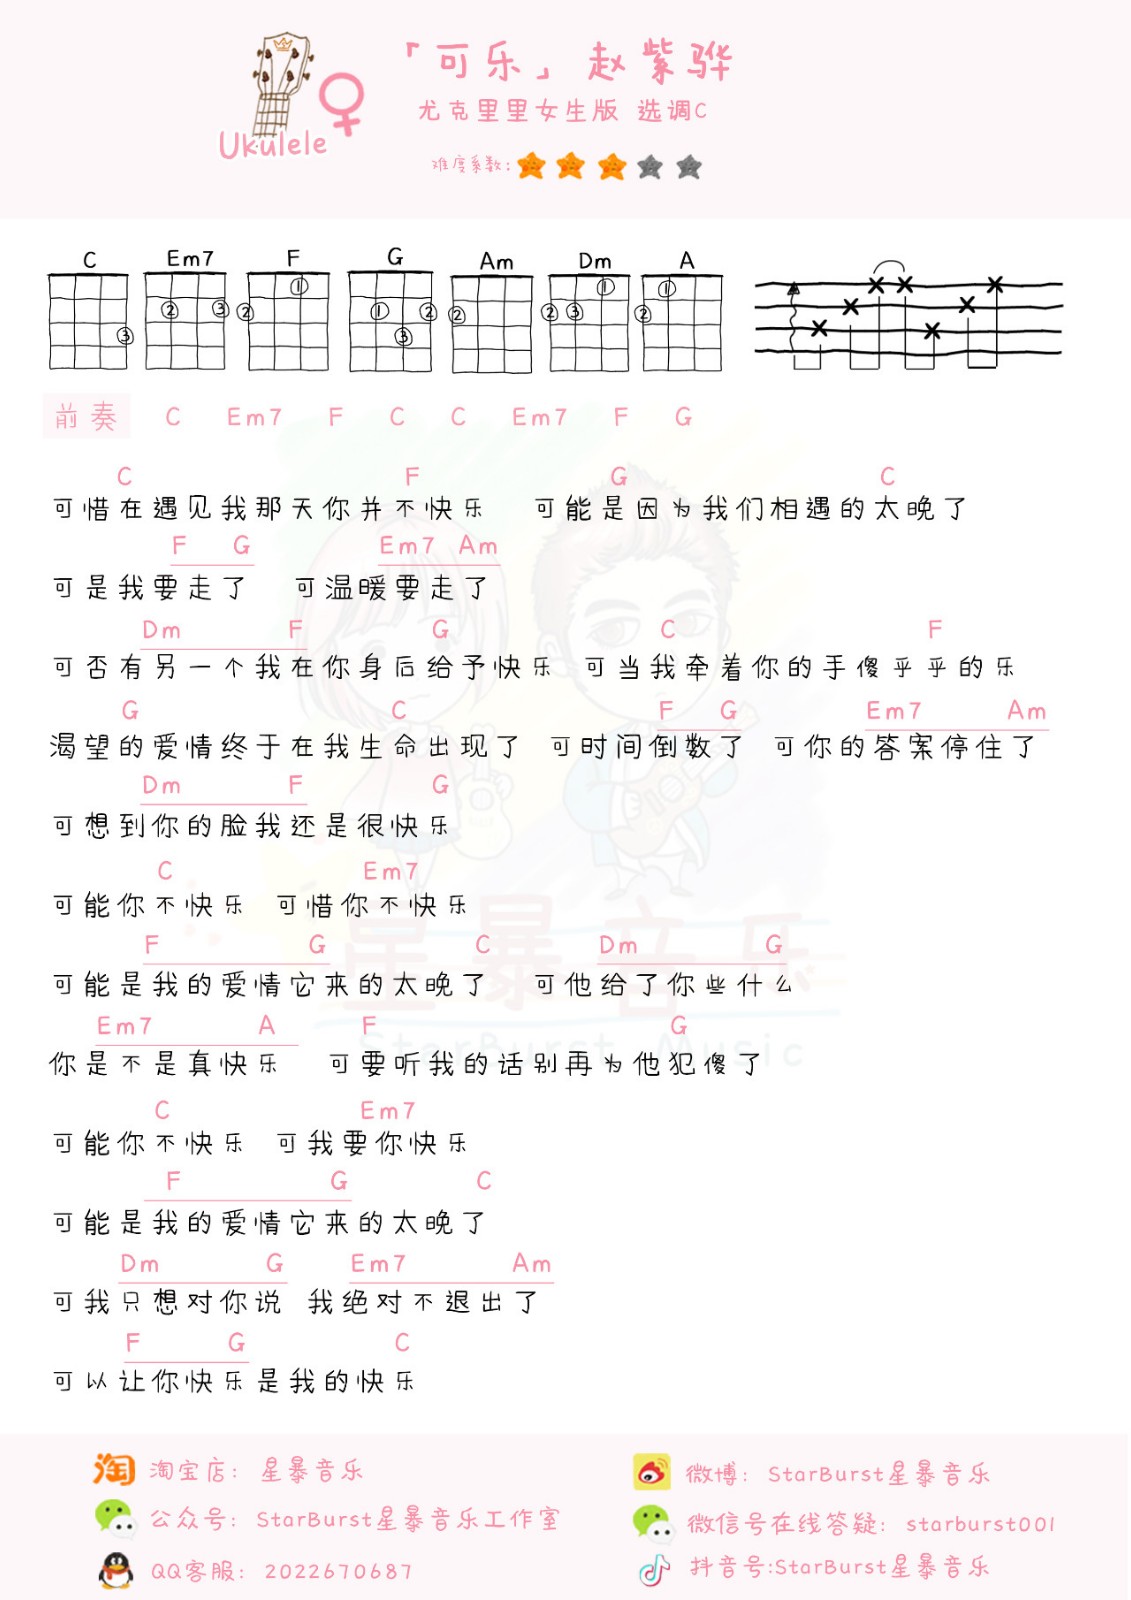 「可乐」赵紫骅
尤克里里女生版 选调C
Ukulele
难度系数:
C Em7 F G Am Dm A
3 2 3 2 1 1 2 3 2 2 3 1 2 1
前奏 C Em7 F C C Em7 F G
C F G C
可惜在遇见我那天你并不快乐 可能是因为我们相遇的太晚了
F G Em7 Am
可是我要走了 可温暖要走了
Dm F G C F
可否有另一个我在你身后给予快乐 可当我牵着你的手傻乎乎的乐
G C F G Em7 Am
渴望的爱情终于在我生命出现了 可时间倒数了 可你的答案停住了
Dm F G
可想到你的脸我还是很快乐
C Em7
可能你不快乐 可惜你不快乐
F G C Dm G
可能是我的爱情它来的太晚了 可他给了你些什么
Em7 A F G
你是不是真快乐 可要听我的话别再为他犯傻了
C Em7
可能你不快乐 可我要你快乐
F G C
可能是我的爱情它来的太晚了
Dm G Em7 Am
可我只想对你说 我绝对不退出了
F G C
可以让你快乐是我的快乐
星暴音乐
StarBurst Music
淘 淘宝店：星暴音乐
微博：StarBurst星暴音乐
公众号：StarBurst星暴音乐工作室
微信号在线答疑：starburst001
QQ客服：2022670687
抖音号:StarBurst星暴音乐